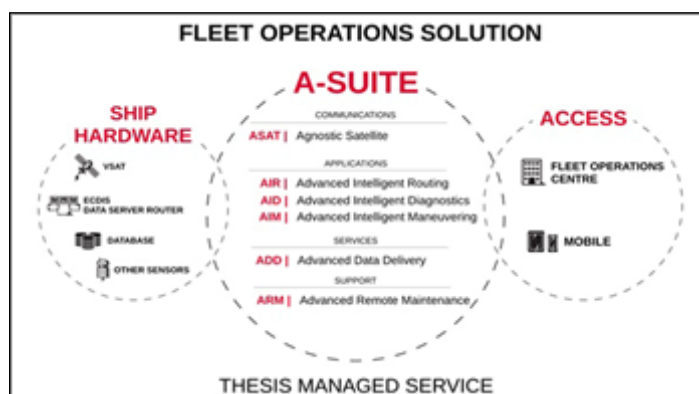 FLEET OPERATIONS SOLUTION
A-SUITE
SHIP
HARDWARE
VSAT
ECDIS
DATA SERVER ROUTER
DATABASE
OTHER SENSORS
COMMUNICATIONS
ASAT | Agnostic Satellite
APPLICATIONS
AIR | Advanced Intelligent Routing
AID | Advanced Intelligent Diagnostics
AIM | Advanced Intelligent Maneuvering
SERVICES
ADD | Advanced Data Delivery
SUPPORT
ARM | Advanced Remote Maintenance
ACCESS
FLEET OPERATIONS
CENTRE
MOBILE
THESIS MANAGED SERVICE